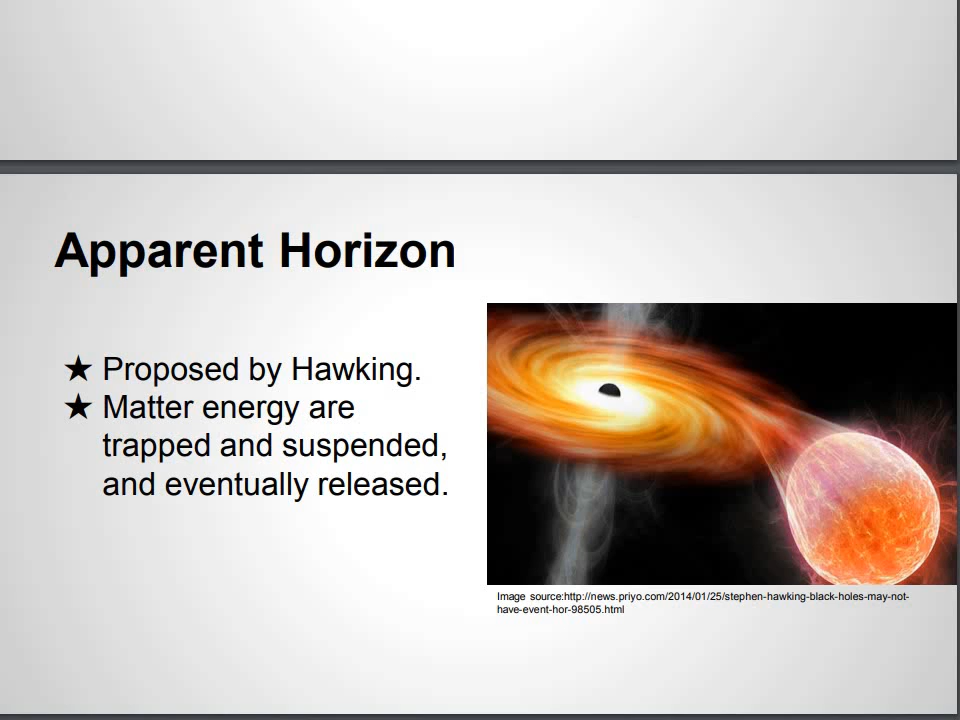 Apparent Horizon
★ Proposed by Hawking.
★ Matter energy are
trapped and suspended,
and eventually released.
Image source:http://news.priyo.com/2014/01/25/stephen-hawking-black-holes-may-not-
have-event-hor-98505.html